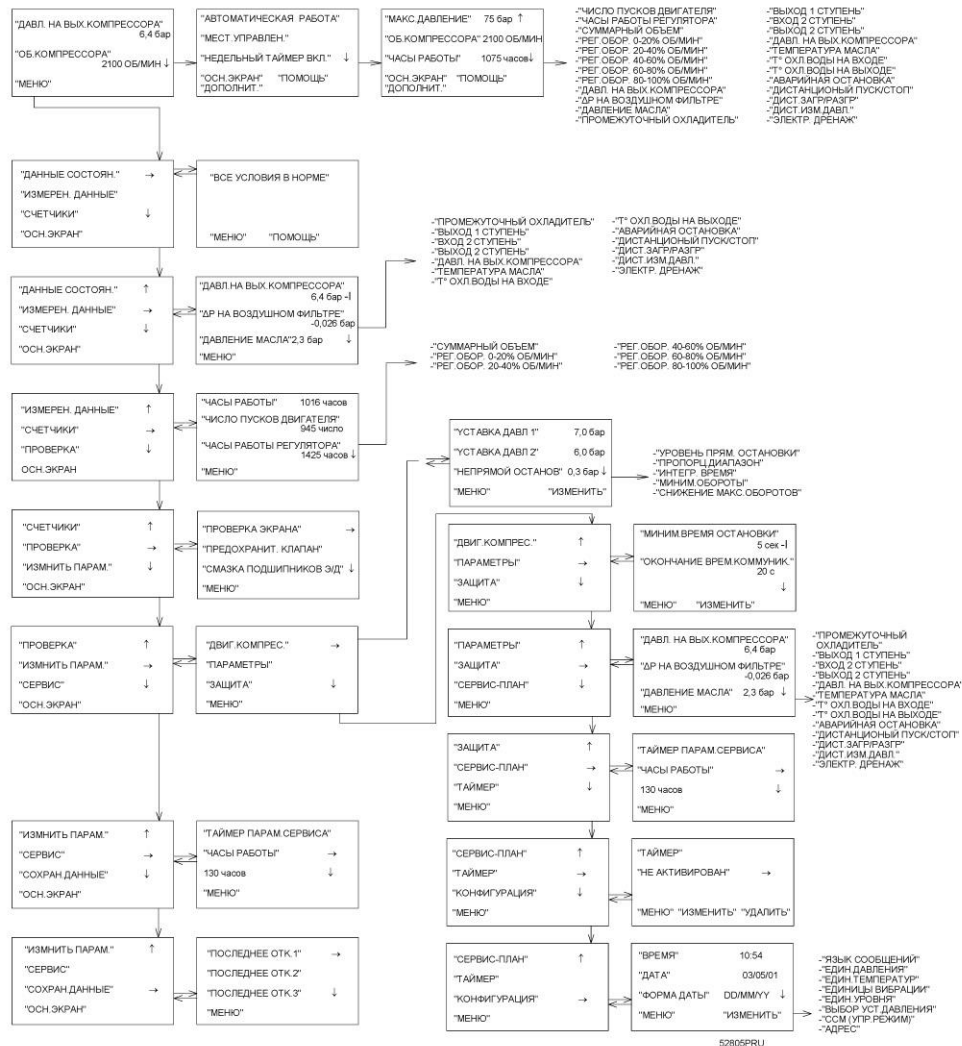 "ДАВЛ. НА ВЫХ.КОМПРЕССОРА"
6,4 бар
"ОБ.КОМПРЕССОРА"
2100 ОБ/МИН ↓
"МЕНЮ"
"АВТОМАТИЧЕСКАЯ РАБОТА"
"МЕСТ.УПРАВЛЕН."
"НЕДЕЛЬНЫЙ ТАЙМЕР ВКЛ." ↓
"ОСН.ЭКРАН" "ПОМОЩЬ"
"ДОПОЛНИТ."
"МАКС.ДАВЛЕНИЕ" 75 бар ↑
"ОБ.КОМПРЕССОРА" 2100 ОБ/МИН
"ЧАСЫ РАБОТЫ" 1075 часов ↓
"ОСН.ЭКРАН" "ПОМОЩЬ"
"ДОПОЛНИТ."
-"ЧИСЛО ПУСКОВ ДВИГАТЕЛЯ"
-"ЧАСЫ РАБОТЫ РЕГУЛЯТОРА"
-"СУММАРНЫЙ ОБЪЕМ"
-"РЕГ.ОБОР. 0-20% ОБ/МИН"
-"РЕГ.ОБОР. 20-40% ОБ/МИН"
-"РЕГ.ОБОР. 40-60% ОБ/МИН"
-"РЕГ.ОБОР. 60-80% ОБ/МИН"
-"РЕГ.ОБОР. 80-100% ОБ/МИН"
-"ДАВЛ. НА ВЫХ.КОМПРЕССОРА"
-"ΔР НА ВОЗДУШНОМ ФИЛЬТРЕ"
-"ДАВЛЕНИЕ МАСЛА"
-"ПРОМЕЖУТОЧНЫЙ ОХЛАДИТЕЛЬ"
-"ВЫХОД 1 СТУПЕНЬ"
-"ВХОД 2 СТУПЕНЬ"
-"ВЫХОД 2 СТУПЕНЬ"
-"ДАВЛ. НА ВЫХ.КОМПРЕССОРА"
-"ТЕМПЕРАТУРА МАСЛА"
-"Т° ОХЛ.ВОДЫ НА ВХОДЕ"
-"Т° ОХЛ.ВОДЫ НА ВЫХОДЕ"
-"АВАРИЙНАЯ ОСТАНОВКА"
-"ДИСТАНЦИОНЫЙ ПУСК/СТОП"
-"ДИСТ.ЗАГР/РАЗГР"
-"ДИСТ.ИЗМ.ДАВЛ."
-"ЭЛЕКТР. ДРЕНАЖ"
"ДАННЫЕ СОСТОЯН." →
"ИЗМЕРЕН. ДАННЫЕ"
"СЧЕТЧИКИ" ↓
"ОСН.ЭКРАН"
"ВСЕ УСЛОВИЯ В НОРМЕ"
"МЕНЮ" "ПОМОЩЬ"
"ДАННЫЕ СОСТОЯН." ↑
"ИЗМЕРЕН. ДАННЫЕ" →
"СЧЕТЧИКИ" ↓
"ОСН.ЭКРАН"
"ДАВЛ.НА ВЫХ.КОМПРЕССОРА"
6,4 бар -I
"ΔР НА ВОЗДУШНОМ ФИЛЬТРЕ"
-0,026 бар
"ДАВЛЕНИЕ МАСЛА"2,3 бар ↓
"МЕНЮ"
-"ПРОМЕЖУТОЧНЫЙ ОХЛАДИТЕЛЬ"
-"ВЫХОД 1 СТУПЕНЬ"
-"ВХОД 2 СТУПЕНЬ"
-"ВЫХОД 2 СТУПЕНЬ"
-"ДАВЛ. НА ВЫХ.КОМПРЕССОРА"
-"ТЕМПЕРАТУРА МАСЛА"
-"Т° ОХЛ.ВОДЫ НА ВХОДЕ"
-"Т° ОХЛ.ВОДЫ НА ВЫХОДЕ"
-"АВАРИЙНАЯ ОСТАНОВКА"
-"ДИСТАНЦИОНЫЙ ПУСК/СТОП"
-"ДИСТ.ЗАГР/РАЗГР"
-"ДИСТ.ИЗМ.ДАВЛ."
-"ЭЛЕКТР. ДРЕНАЖ"
"ИЗМЕРЕН. ДАННЫЕ" ↑
"СЧЕТЧИКИ" →
"ПРОВЕРКА" ↓
ОСН.ЭКРАН
"ЧАСЫ РАБОТЫ" 1016 часов
"ЧИСЛО ПУСКОВ ДВИГАТЕЛЯ"
945 число
"ЧАСЫ РАБОТЫ РЕГУЛЯТОРА"
1425 часов ↓
"МЕНЮ"
-"СУММАРНЫЙ ОБЪЕМ"
-"РЕГ.ОБОР. 0-20% ОБ/МИН"
-"РЕГ.ОБОР. 20-40% ОБ/МИН"
-"РЕГ.ОБОР. 40-60% ОБ/МИН"
-"РЕГ.ОБОР. 60-80% ОБ/МИН"
-"РЕГ.ОБОР. 80-100% ОБ/МИН"
"УСТАВКА ДАВЛ 1" 7,0 бар
"УСТАВКА ДАВЛ 2" 6,0 бар
"НЕПРЯМОЙ ОСТАНОВ" 0,3 бар ↓
"МЕНЮ" "ИЗМЕНИТЬ"
-"УРОВЕНЬ ПРЯМ. ОСТАНОВКИ"
-"ПРОПОРЦ.ДИАПАЗОН"
-"ИНТЕГР. ВРЕМЯ"
-"МИНИМ.ОБОРОТЫ"
-"СНИЖЕНИЕ МАКС.ОБОРОТОВ"
"СЧЕТЧИКИ" ↑
"ПРОВЕРКА" →
"ИЗМНИТЬ ПАРАМ." ↓
"ОСН.ЭКРАН"
"ПРОВЕРКА ЭКРАНА" →
"ПРЕДОХРАНИТ. КЛАПАН"
"СМАЗКА ПОДШИПНИКОВ Э/Д" ↓
"МЕНЮ"
"ДВИГ.КОМПРЕС." ↑
"ПАРАМЕТРЫ" →
"ЗАЩИТА" ↓
"МЕНЮ"
"МИНИМ.ВРЕМЯ ОСТАНОВКИ"
5 сек -I
"ОКОНЧАНИЕ ВРЕМ.КОММУНИК."
20 с
↓
"МЕНЮ" "ИЗМЕНИТЬ"
"ПРОВЕРКА" ↑
"ИЗМНИТЬ ПАРАМ." →
"СЕРВИС" ↓
"ОСН.ЭКРАН"
"ДВИГ.КОМПРЕС." →
"ПАРАМЕТРЫ"
"ЗАЩИТА" ↓
"МЕНЮ"
"ПАРАМЕТРЫ" ↑
"ЗАЩИТА" →
"СЕРВИС-ПЛАН" ↓
"МЕНЮ"
"ДАВЛ. НА ВЫХ.КОМПРЕССОРА"
6,4 бар
"ΔР НА ВОЗДУШНОМ ФИЛЬТРЕ"
-0,026 бар
"ДАВЛЕНИЕ МАСЛА" 2,3 бар ↓
"МЕНЮ"
-"ПРОМЕЖУТОЧНЫЙ
ОХЛАДИТЕЛЬ"
-"ВЫХОД 1 СТУПЕНЬ"
-"ВХОД 2 СТУПЕНЬ"
-"ВЫХОД 2 СТУПЕНЬ"
-"ДАВЛ. НА ВЫХ.КОМПРЕССОРА"
-"ТЕМПЕРАТУРА МАСЛА"
-"Т° ОХЛ.ВОДЫ НА ВХОДЕ"
-"Т° ОХЛ.ВОДЫ НА ВЫХОДЕ"
-"АВАРИЙНАЯ ОСТАНОВКА"
-"ДИСТАНЦИОНЫЙ ПУСК/СТОП"
-"ДИСТ.ЗАГР/РАЗГР"
-"ДИСТ.ИЗМ.ДАВЛ."
-"ЭЛЕКТР. ДРЕНАЖ"
"ЗАЩИТА" ↑
"СЕРВИС-ПЛАН" →
"ТАЙМЕР" ↓
"МЕНЮ"
"ТАЙМЕР ПАРАМ.СЕРВИСА"
"ЧАСЫ РАБОТЫ" →
130 часов ↓
"МЕНЮ"
"ИЗМНИТЬ ПАРАМ." ↑
"СЕРВИС" →
"СОХРАН.ДАННЫЕ" ↓
"ОСН.ЭКРАН"
"ТАЙМЕР ПАРАМ.СЕРВИСА"
"ЧАСЫ РАБОТЫ" →
130 часов ↓
"МЕНЮ"
"СЕРВИС-ПЛАН" ↑
"ТАЙМЕР" →
"КОНФИГУРАЦИЯ" ↓
"МЕНЮ"
"ТАЙМЕР"
"НЕ АКТИВИРОВАН" →
"МЕНЮ" "ИЗМЕНИТЬ" "УДАЛИТЬ"
"ИЗМНИТЬ ПАРАМ." ↑
"СЕРВИС"
"СОХРАН.ДАННЫЕ" →
"ОСН.ЭКРАН"
"ПОСЛЕДНЕЕ ОТК.1" →
"ПОСЛЕДНЕЕ ОТК.2"
"ПОСЛЕДНЕЕ ОТК.3" ↓
"МЕНЮ"
"СЕРВИС-ПЛАН" ↑
"ТАЙМЕР"
"КОНФИГУРАЦИЯ" →
"МЕНЮ"
"ВРЕМЯ" 10:54
"ДАТА" 03/05/01
"ФОРМА ДАТЫ" DD/MM/YY ↓
"МЕНЮ" "ИЗМЕНИТЬ"
-"ЯЗЫК СООБЩЕНИЙ"
-"ЕДИН.ДАВЛЕНИЯ"
-"ЕДИН.ТЕМПЕРАТУР"
-"ЕДИНИЦЫ ВИБРАЦИИ"
-"ЕДИН.УРОВНЯ"
-"ВЫБОР УСТ.ДАВЛЕНИЯ"
-"ССМ (УПР.РЕЖИМ)"
-"АДРЕС"
52805PRU